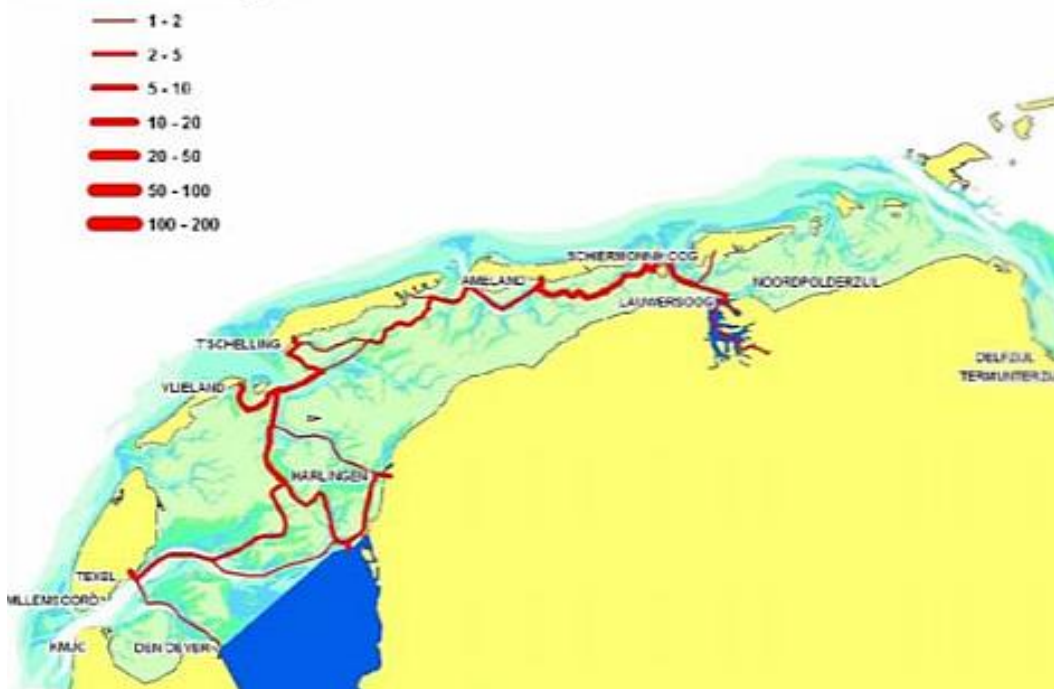 1 - 2
2 - 5
5 - 10
10 - 20
20 - 50
50 - 100
100 - 200
SCHIERMONNIKOOG
AMELAND
NOORDPOLDERZIJL
LAUWERSOOG
T'SCHELLING
DELFZIJL
VLIELAND
HARLINGEN
TEXEL
DEN OEVER